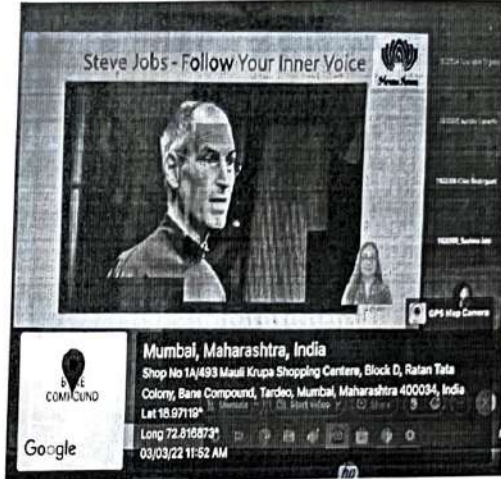 Steve Jobs - Follow Your Inner Voice
GPS Map Camera
Mumbai, Maharashtra, India
Shop No 1A/493 Mauli Krupa Shopping Centere, Block D, Ratan Tata
Colony, Bane Compound, Tardeo, Mumbai, Maharashtra 400034, India
Lat 18.97119°
Long 72.816873°
03/03/22 11:52 AM
COMPOUND
Google
hp